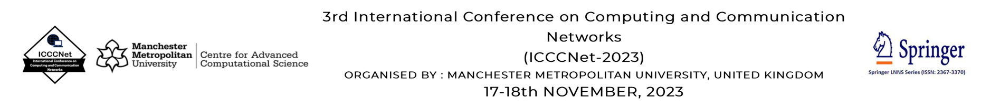 ICCCNet
International Conference on
Computing and Communication
Networks
Manchester
Metropolitan
University
Centre for Advanced
Computational Science
3rd International Conference on Computing and Communication
Networks
(ICCCNet-2023)
ORGANISED BY : MANCHESTER METROPOLITAN UNIVERSITY, UNITED KINGDOM
17-18th NOVEMBER, 2023
Springer
Springer LNNS Series (ISSN: 2367-3370)